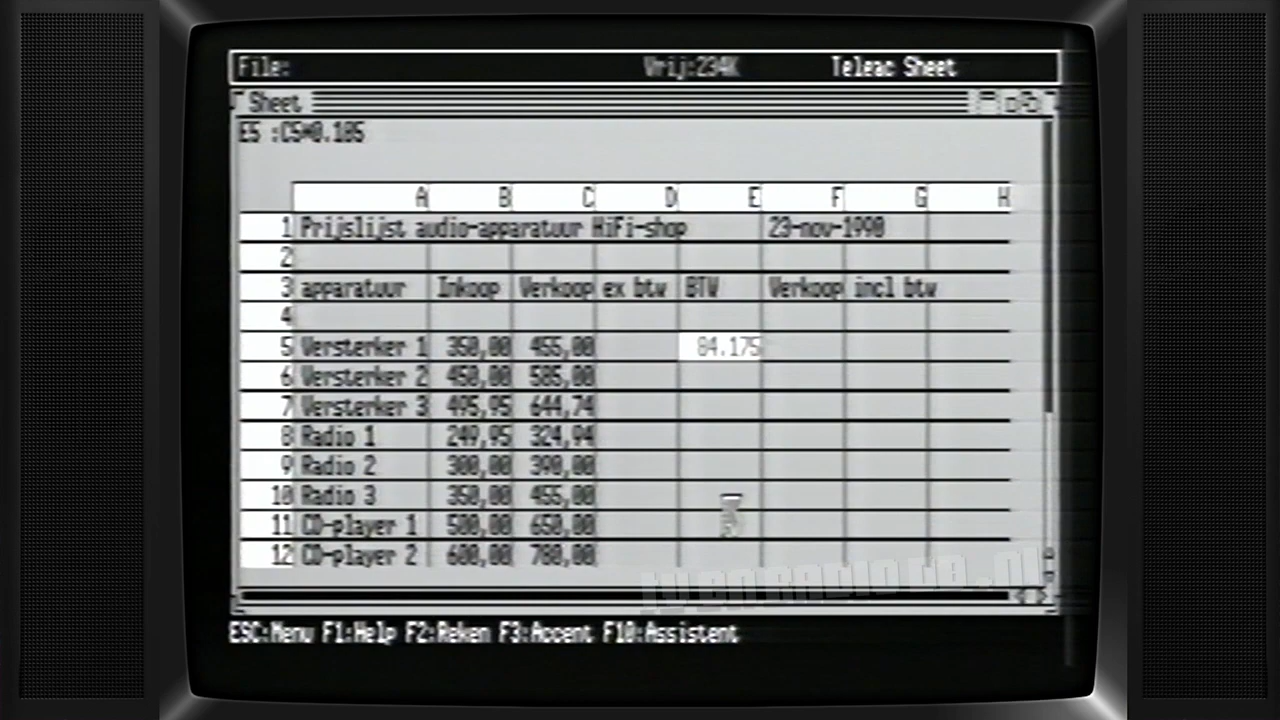 File: Vrij:234K Teleac Sheet
Sheet
E5 :C5*0.185
A B C D E F G H
1 Prijslijst audio-apparatuur HiFi-shop 23-nov-1990
2
3 apparatuur Inkoop Verkoop ex btw BTW Verkoop incl btw
4
5 Versterker 1 350,00 455,00 84.175
6 Versterker 2 450,00 585,00
7 Versterker 3 495,95 644,74
8 Radio 1 249,95 324,94
9 Radio 2 300,00 390,00
10 Radio 3 350,00 455,00
11 CD-player 1 500,00 650,00
12 CD-player 2 600,00 780,00
tvenradiodb.nl
ESC:Menu F1:Help F2:Reken F3:Accent F10:Assistent